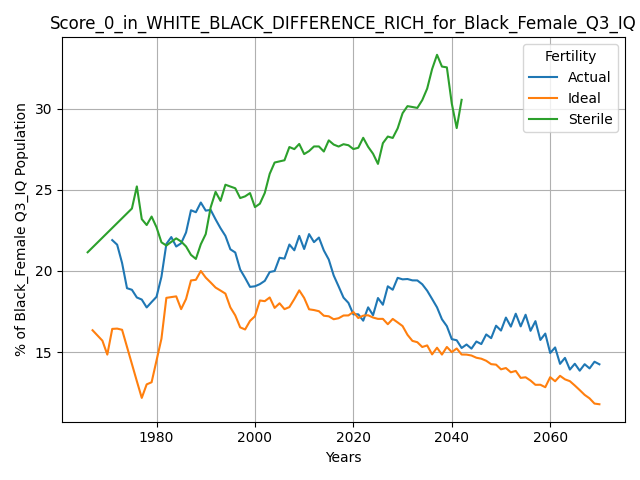 Score_0_in_WHITE_BLACK_DIFFERENCE_RICH_for_Black_Female_Q3_IQ
Fertility
Actual
Ideal
Sterile
% of Black_Female Q3_IQ Population
30
25
20
15
1980 2000 2020 2040 2060
Years